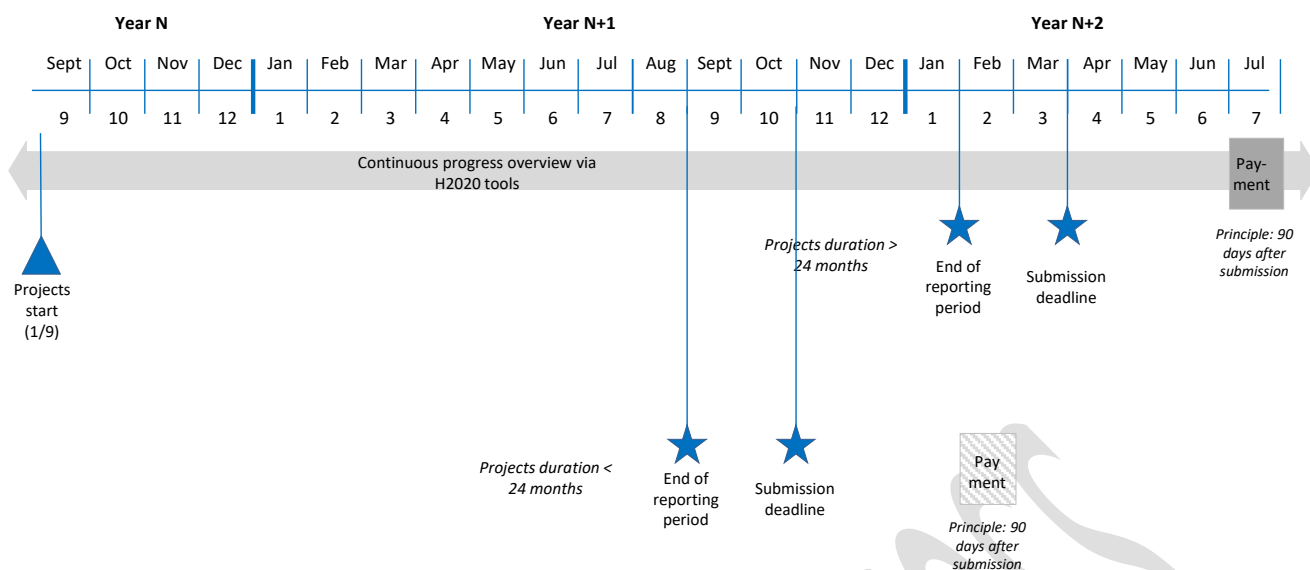 Year N Year N+1 Year N+2
Sept Oct Nov Dec Jan Feb Mar Apr May Jun Jul Aug Sept Oct Nov Dec Jan Feb Mar Apr May Jun Jul
9 10 11 12 1 2 3 4 5 6 7 8 9 10 11 12 1 2 3 4 5 6 7
Continuous progress overview via
H2020 tools
Pay-
ment
Projects
start
(1/9)
Projects duration >
24 months
End of
reporting
period
Submission
deadline
Principle: 90
days after
submission
Projects duration <
24 months
End of
reporting
period
Submission
deadline
Pay
ment
Principle: 90
days after
submission